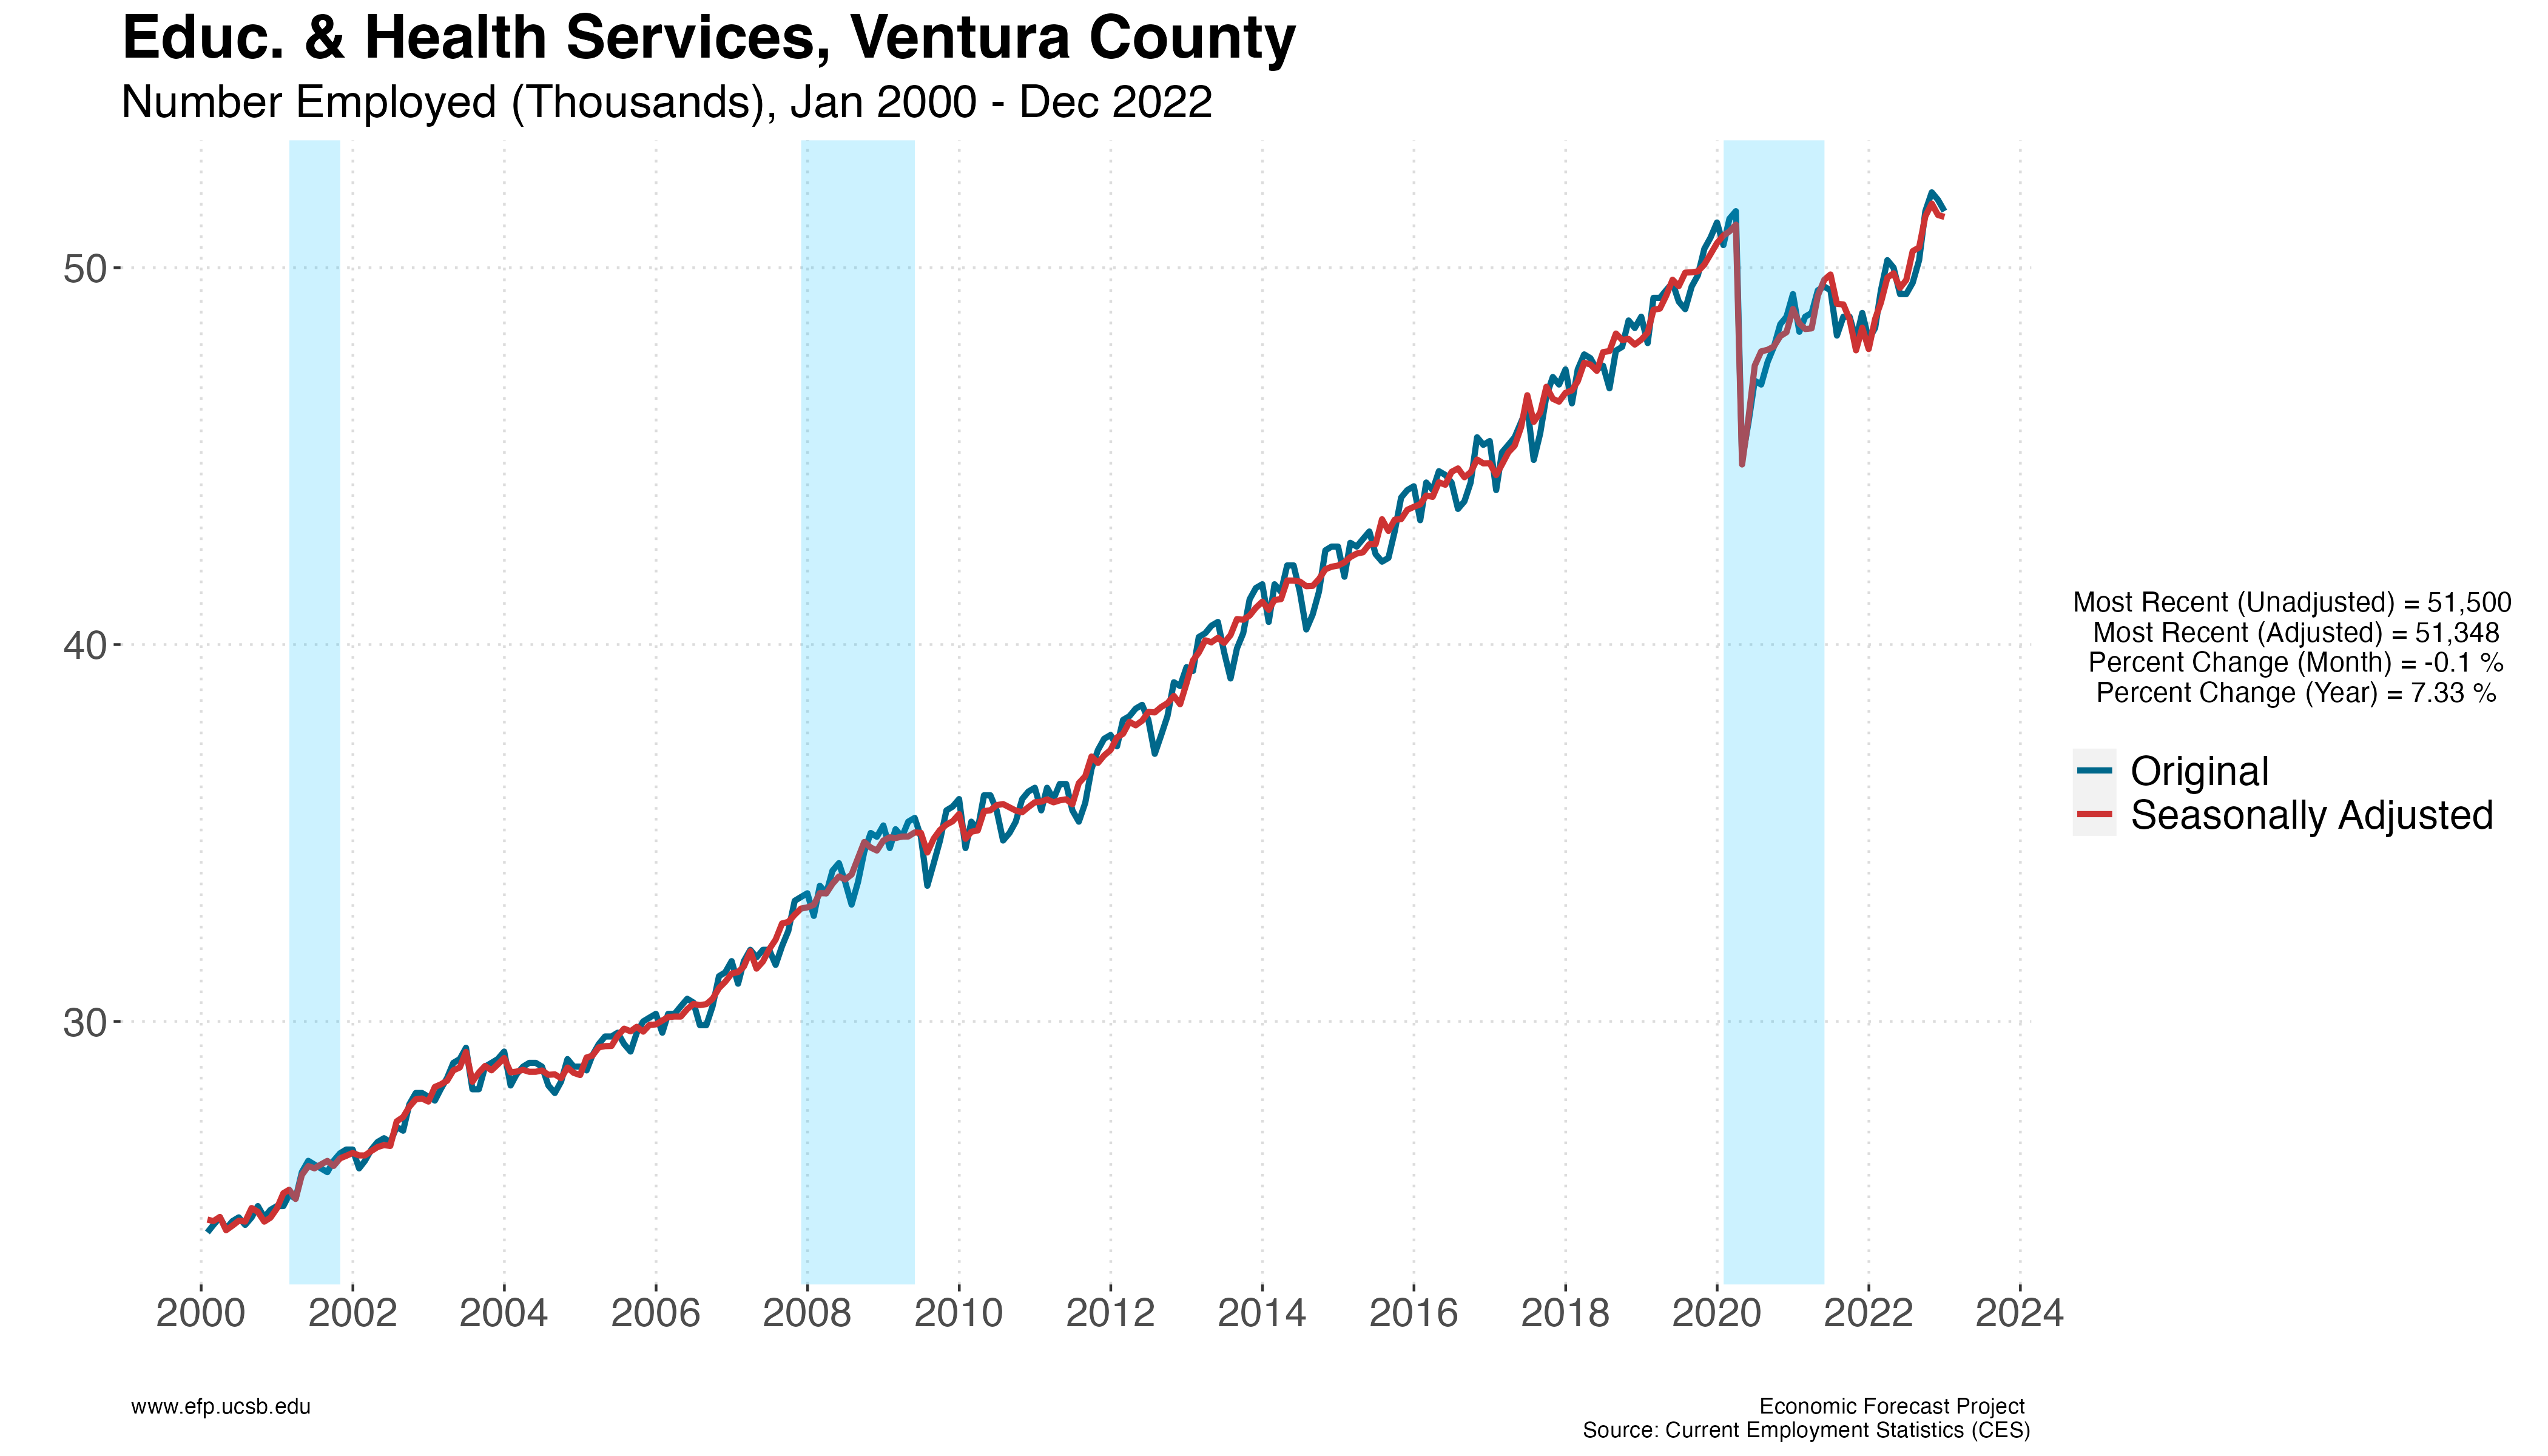 Educ. & Health Services, Ventura County
Number Employed (Thousands), Jan 2000 - Dec 2022
50
40
30
2000 2002 2004 2006 2008 2010 2012 2014 2016 2018 2020 2022 2024
Most Recent (Unadjusted) = 51,500
Most Recent (Adjusted) = 51,348
Percent Change (Month) = -0.1 %
Percent Change (Year) = 7.33 %
Original
Seasonally Adjusted
www.efp.ucsb.edu
Economic Forecast Project
Source: Current Employment Statistics (CES)